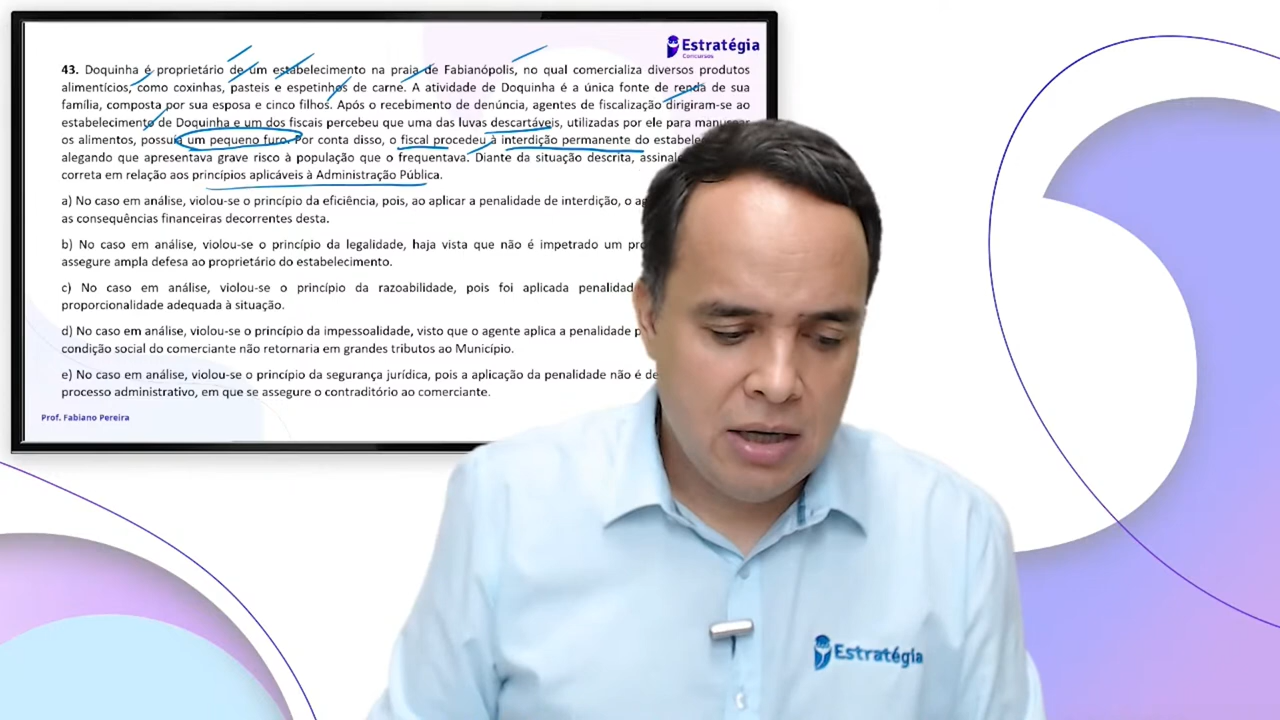 Estratégia
Concursos
43. Doquinha é proprietário de um estabelecimento na praia de Fabianópolis, no qual comercializa diversos produtos
alimentícios, como coxinhas, pasteis e espetinhos de carne. A atividade de Doquinha é a única fonte de renda de sua
família, composta por sua esposa e cinco filhos. Após o recebimento de denúncia, agentes de fiscalização dirigiram-se ao
estabelecimento de Doquinha e um dos fiscais percebeu que uma das luvas descartáveis, utilizadas por ele para manusear
os alimentos, possuía um pequeno furo. Por conta disso, o fiscal procedeu à interdição permanente do
alegando que apresentava grave risco à população que o frequentava. Diante da situação descrita,
correta em relação aos princípios aplicáveis à Administração Pública.
a) No caso em análise, violou-se o princípio da eficiência, pois, ao aplicar a penalidade de interdição, o
as consequências financeiras decorrentes desta.
b) No caso em análise, violou-se o princípio da legalidade, haja vista que não é impetrado um
assegure ampla defesa ao proprietário do estabelecimento.
c) No caso em análise, violou-se o princípio da razoabilidade, pois foi aplicada
proporcionalidade adequada à situação.
d) No caso em análise, violou-se o princípio da impessoalidade, visto que o agente aplica a penalidade
condição social do comerciante não retornaria em grandes tributos ao Município.
e) No caso em análise, violou-se o princípio da segurança jurídica, pois a aplicação da penalidade não é
processo administrativo, em que se assegure o contraditório ao comerciante.
Prof. Fabiano Pereira
Estratégia